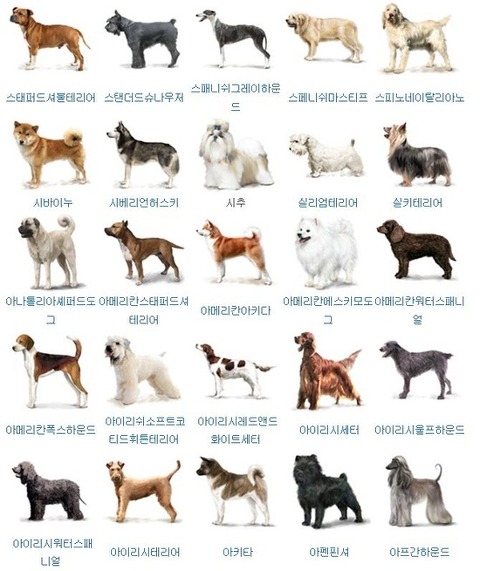 스태퍼드셔불테리어
스탠더드슈나우저
스패니쉬그레이하운
드
스페니쉬마스티프
스피노네이탈리아노
시바이누
시베리언허스키
시추
실리엄테리어
실키테리어
아나톨리아셰퍼드도
그
아메리칸스태퍼드셔
테리어
아메리칸아키다
아메리칸에스키모도
그
아메리칸워터스패니
얼
아메리칸폭스하운드
아이리쉬소프트코
티드휘튼테리어
아이리시레드앤드
화이트세터
아이리시세터
아이리시울프하운드
아이리시워터스패
니얼
아이리시테리어
아키타
아펜핀셔
아프간하운드